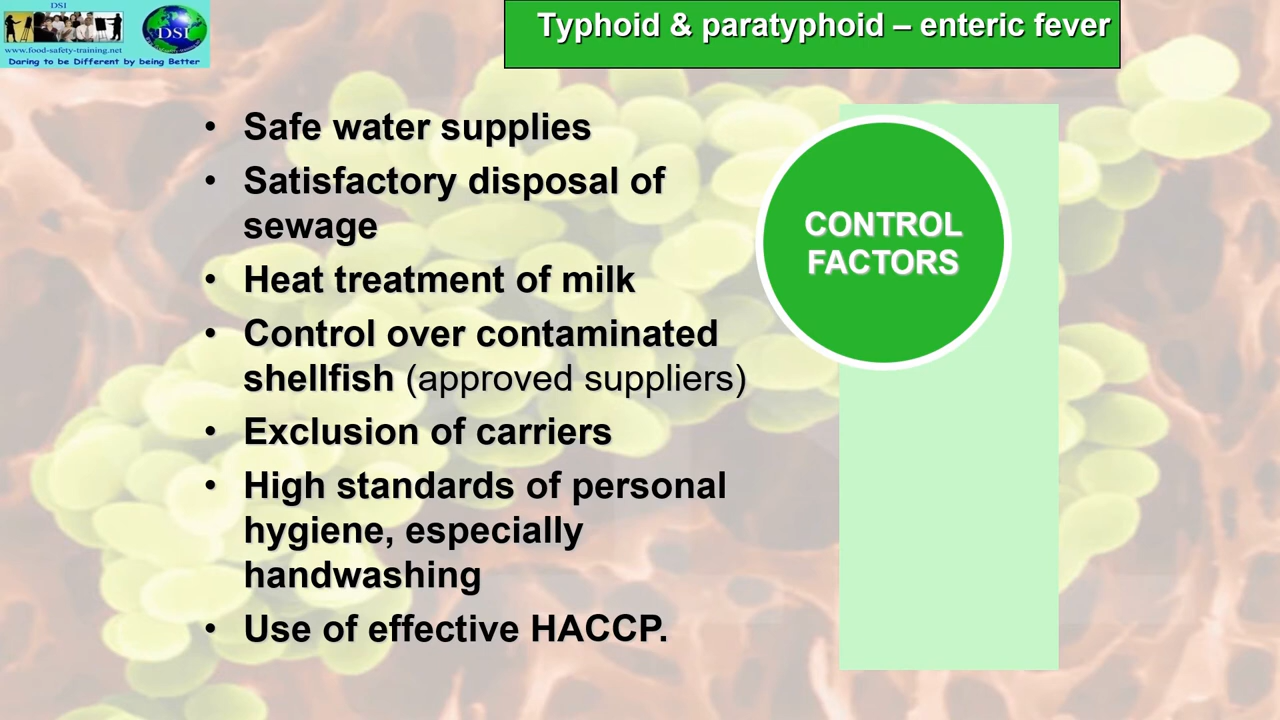 DSI
DSI
www.food-safety-training.net
Daring to be Different by being Better
Typhoid & paratyphoid – enteric fever
• Safe water supplies
• Satisfactory disposal of
sewage
• Heat treatment of milk
• Control over contaminated
shellfish (approved suppliers)
• Exclusion of carriers
• High standards of personal
hygiene, especially
handwashing
• Use of effective HACCP.
CONTROL
FACTORS